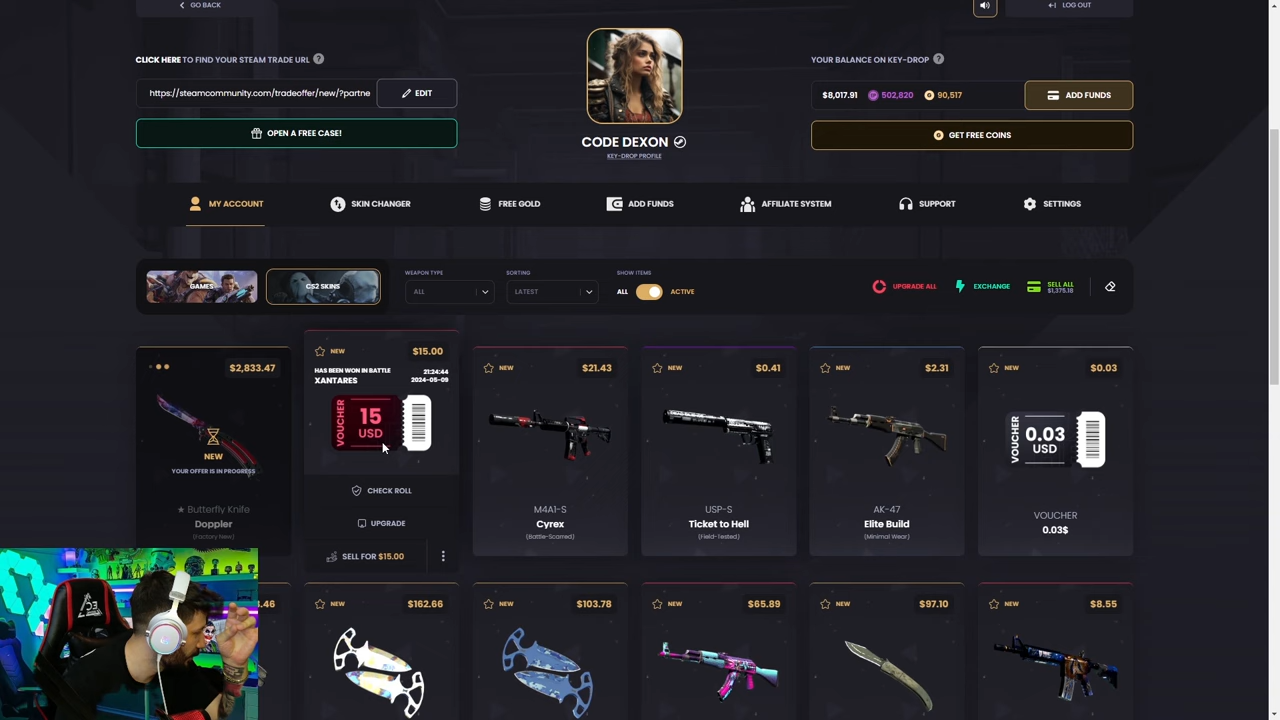 GO BACK
LOG OUT
CLICK HERE TO FIND YOUR STEAM TRADE URL ?
https://steamcommunity.com/tradeoffer/new/?partne
EDIT
OPEN A FREE CASE!
CODE DEXON
KEY-DROP PROFILE
YOUR BALANCE ON KEY-DROP ?
$8,017.91 502,820 90,517
ADD FUNDS
GET FREE COINS
MY ACCOUNT
SKIN CHANGER
FREE GOLD
ADD FUNDS
AFFILIATE SYSTEM
SUPPORT
SETTINGS
GAMES
CS2 SKINS
WEAPON TYPE
ALL
SORTING
LATEST
SHOW ITEMS
ALL ACTIVE
UPGRADE ALL
EXCHANGE
SELL ALL
$1,375.18
$2,833.47
NEW
YOUR OFFER IS IN PROGRESS
★ Butterfly Knife
Doppler
(Factory New)
NEW $15.00
HAS BEEN WON IN BATTLE
XANTARES
21:24:44
2024-05-09
VOUCHER
15
USD
CHECK ROLL
UPGRADE
SELL FOR $15.00
NEW $21.43
M4A1-S
Cyrex
(Battle-Scarred)
NEW $0.41
USP-S
Ticket to Hell
(Field-Tested)
NEW $2.31
AK-47
Elite Build
(Minimal Wear)
NEW $0.03
VOUCHER
0.03
USD
VOUCHER
0.03$
.46
NEW $162.66
NEW $103.78
NEW $65.89
NEW $97.10
NEW $8.55